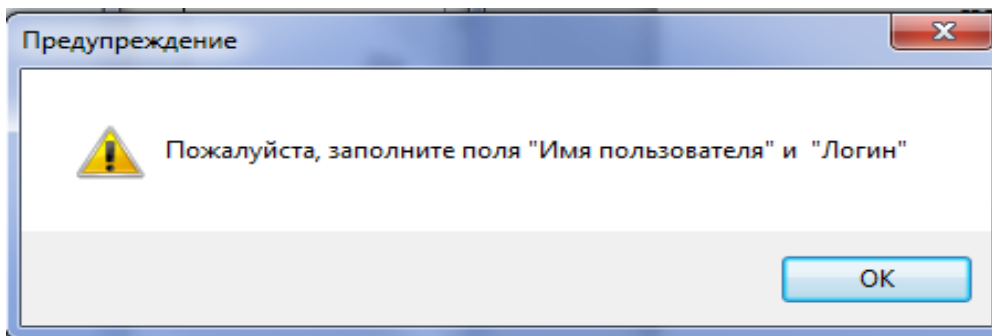 Предупреждение
Пожалуйста, заполните поля "Имя пользователя" и  "Логин"
OK